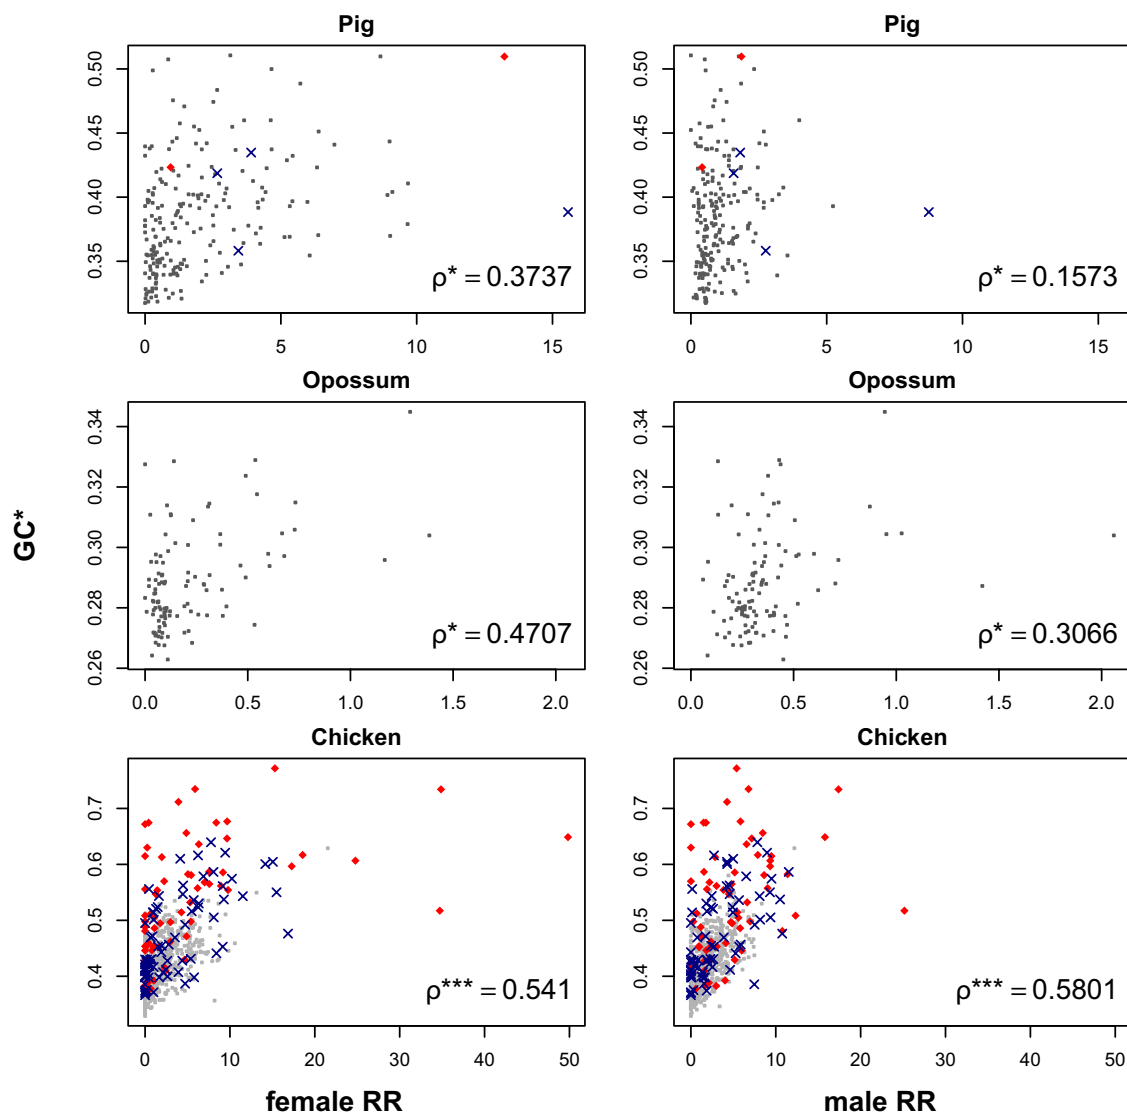 Pig
Pig
0.50
0.45
0.40
0.35
ρ* = 0.3737
0 5 10 15
0.50
0.45
0.40
0.35
ρ* = 0.1573
0 5 10 15
Opossum
Opossum
0.34
0.32
0.30
0.28
0.26
ρ* = 0.4707
0.0 0.5 1.0 1.5 2.0
0.34
0.32
0.30
0.28
0.26
ρ* = 0.3066
0.0 0.5 1.0 1.5 2.0
GC*
Chicken
Chicken
0.7
0.6
0.5
0.4
ρ*** = 0.541
0 10 20 30 40 50
0.7
0.6
0.5
0.4
ρ*** = 0.5801
0 10 20 30 40 50
female RR
male RR